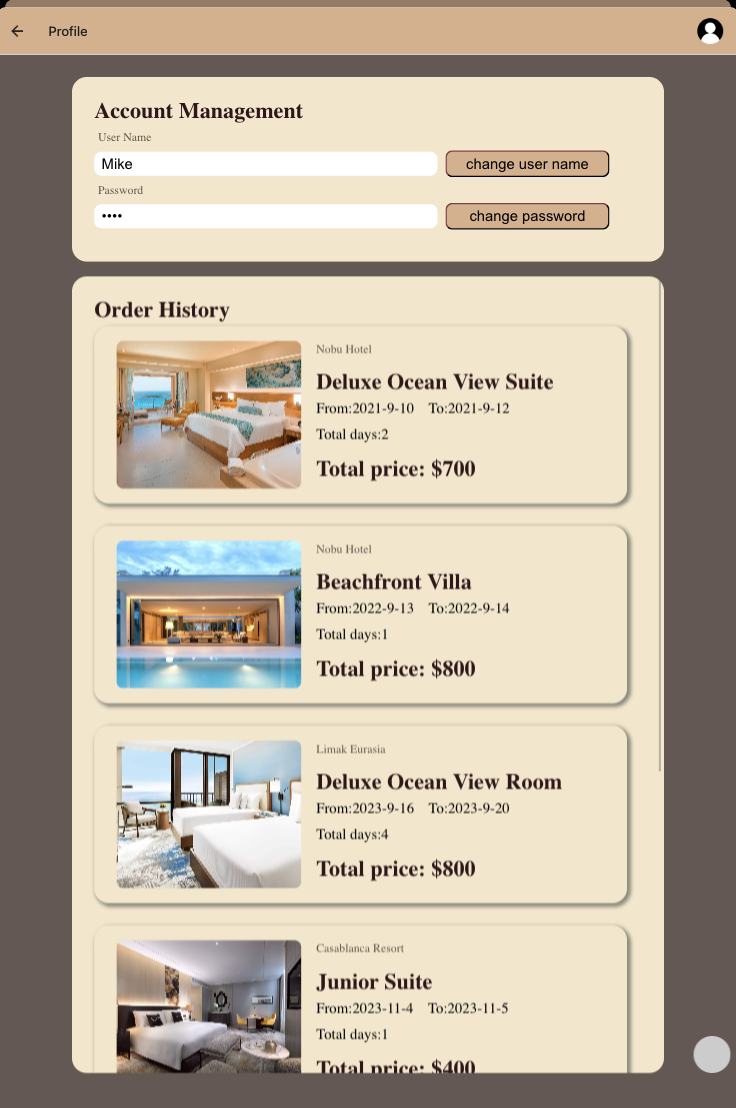 Profile
Account Management
User Name
Mike
change user name
Password
••••
change password
Order History
Nobu Hotel
Deluxe Ocean View Suite
From:2021-9-10 To:2021-9-12
Total days:2
Total price: $700
Nobu Hotel
Beachfront Villa
From:2022-9-13 To:2022-9-14
Total days:1
Total price: $800
Limak Eurasia
Deluxe Ocean View Room
From:2023-9-16 To:2023-9-20
Total days:4
Total price: $800
Casablanca Resort
Junior Suite
From:2023-11-4 To:2023-11-5
Total days:1
Total price: $400